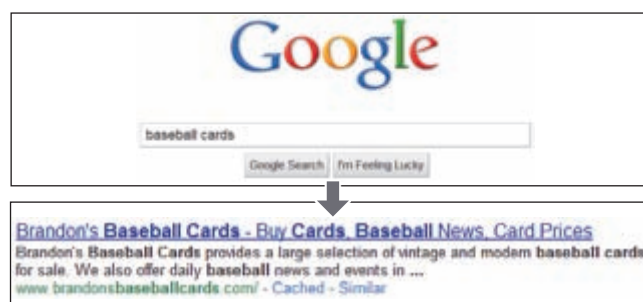 Google
baseball cards
Google Search I'm Feeling Lucky
Brandon's Baseball Cards - Buy Cards, Baseball News, Card Prices
Brandon's Baseball Cards provides a large selection of vintage and modern baseball cards
for sale. We also offer daily baseball news and events in ...
www.brandonsbaseballcards.com/ - Cached - Similar